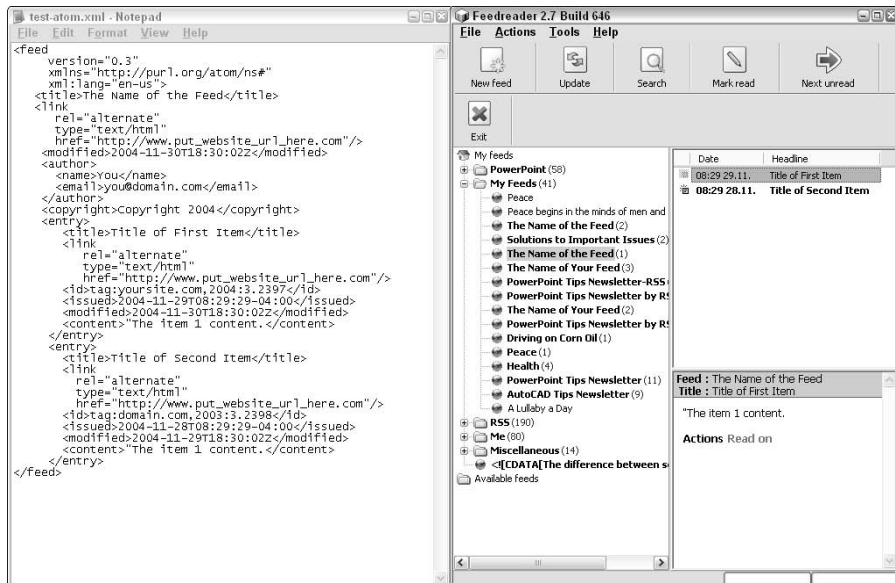 test-atom.xml - Notepad
File Edit Format View Help
<feed
version="0.3"
xmlns="http://purl.org/atom/ns#"
xml:lang="en-us">
<title>The Name of the Feed</title>
<link
rel="alternate"
type="text/html"
href="http://www.put_website_url_here.com"/>
<modified>2004-11-30T18:30:02Z</modified>
<author>
<name>You</name>
<email>you@domain.com</email>
</author>
<copyright>Copyright 2004</copyright>
<entry>
<title>Title of First Item</title>
<link
rel="alternate"
type="text/html"
href="http://www.put_website_url_here.com"/>
<id>tag:yoursite.com,2004:3.2397</id>
<issued>2004-11-29T08:29:29-04:00</issued>
<modified>2004-11-30T18:30:02Z</modified>
<content>"The item 1 content.</content>
</entry>
<entry>
<title>Title of Second Item</title>
<link
rel="alternate"
type="text/html"
href="http://www.put_website_url_here.com"/>
<id>tag:domain.com,2003:3.2398</id>
<issued>2004-11-28T08:29:29-04:00</issued>
<modified>2004-11-29T18:30:02Z</modified>
<content>"The item 1 content.</content>
</entry>
</feed>
Feedreader 2.7 Build 646
File Actions Tools Help
New feed Update Search Mark read Next unread
Exit
My feeds
PowerPoint (58)
My Feeds (41)
Peace
Peace begins in the minds of men and
The Name of the Feed (2)
Solutions to Important Issues (2)
The Name of the Feed (1)
The Name of Your Feed (3)
PowerPoint Tips Newsletter-RSS
PowerPoint Tips Newsletter by RS
The Name of Your Feed (2)
PowerPoint Tips Newsletter by RS
Driving on Corn Oil (1)
Peace (1)
Health (4)
PowerPoint Tips Newsletter (11)
AutoCAD Tips Newsletter (9)
A Lullaby a Day
RSS (190)
Me (80)
Miscellaneous (14)
<![CDATA[The difference between s
Available feeds
Date Headline
08:29 29.11. Title of First Item
08:29 28.11. Title of Second Item
Feed : The Name of the Feed
Title : Title of First Item
"The item 1 content.
Actions Read on